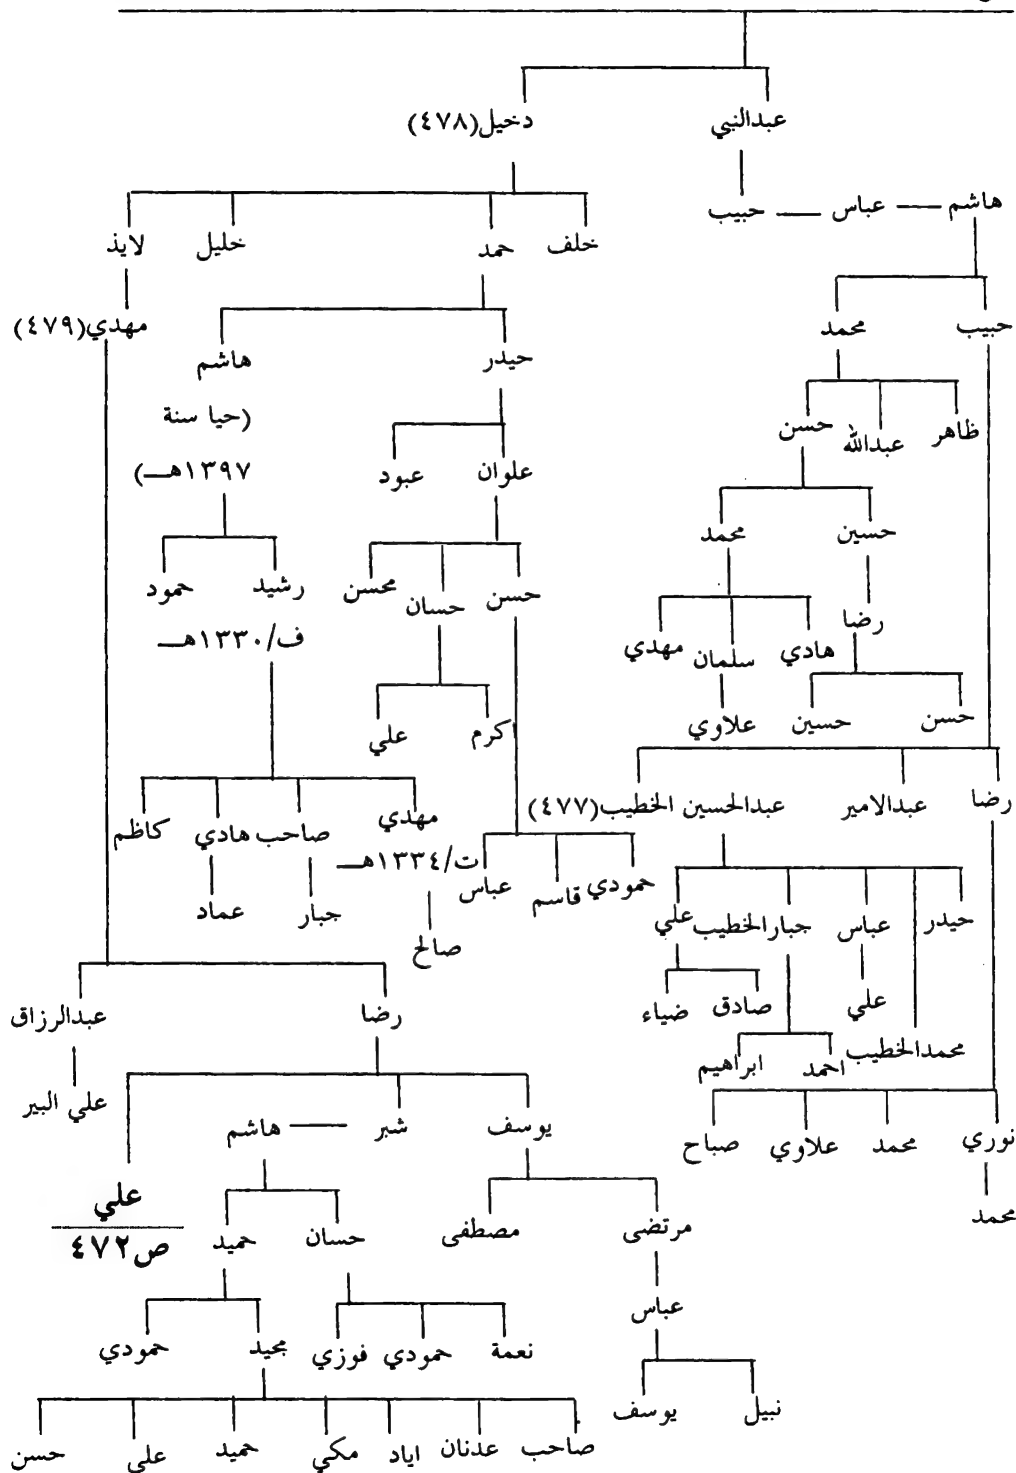 عبدالنبي دخيل(٤٧٨)
هاشم عباس حبيب
خلف حمد خليل لايذ
حبيب محمد مهدي(٤٧٩)
حيدر هاشم
(حيا سنة
١٣٩٧هـ)
ظاهر عبدالله حسن
علوان عبود
حسين محمد
حسن حسان محسن رشيد حمود
ف/١٣٣٠هـ
رضا
هادي سلمان مهدي
حسن حسين علاوي
اكرم علي
رضا عبدالامير عبدالحسين الخطيب(٤٧٧)
مهدي صاحب هادي كاظم
ت/١٣٣٤هـ
حمودي قاسم عباس
جبار عماد
صالح
حيدر عباس جبارالخطيب علي
علي صادق ضياء
رضا عبدالرزاق
محمدالخطيب احمد ابراهيم
علي البير
يوسف شبر هاشم
نوري محمد علاوي صباح
علي
ص٤٧٢
محمد
مرتضى مصطفى حسان حميد
عباس
نعمة حمودي فوزي مجيد حمودي
نبيل يوسف
صاحب عدنان اياد مكي حميد علي حسن